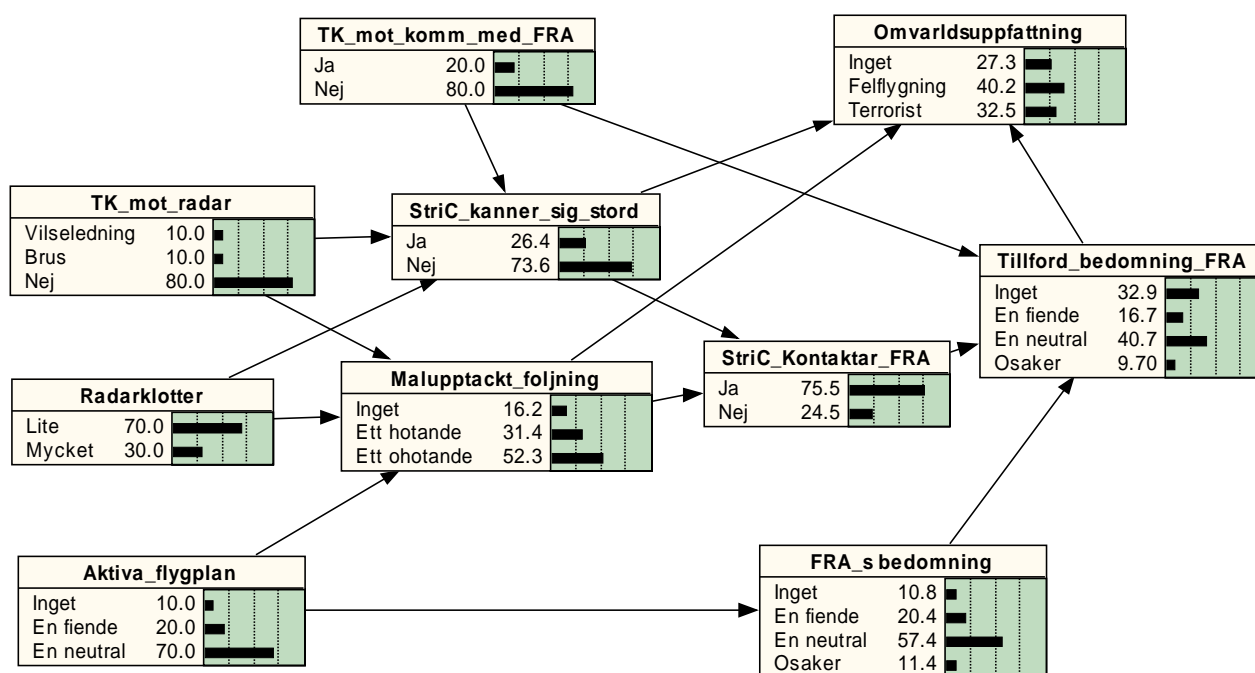 TK_mot_komm_med_FRA
Ja 20.0
Nej 80.0
Omvarldsuppfattning
Inget 27.3
Felflygning 40.2
Terrorist 32.5
TK_mot_radar
Vilseledning 10.0
Brus 10.0
Nej 80.0
StriC_kanner_sig_stord
Ja 26.4
Nej 73.6
Tillford_bedomning_FRA
Inget 32.9
En fiende 16.7
En neutral 40.7
Osaker 9.70
StriC_Kontaktar_FRA
Ja 75.5
Nej 24.5
Malupptackt_foljning
Inget 16.2
Ett hotande 31.4
Ett ohotande 52.3
Radarklotter
Lite 70.0
Mycket 30.0
Aktiva_flygplan
Inget 10.0
En fiende 20.0
En neutral 70.0
FRA_s bedomning
Inget 10.8
En fiende 20.4
En neutral 57.4
Osaker 11.4